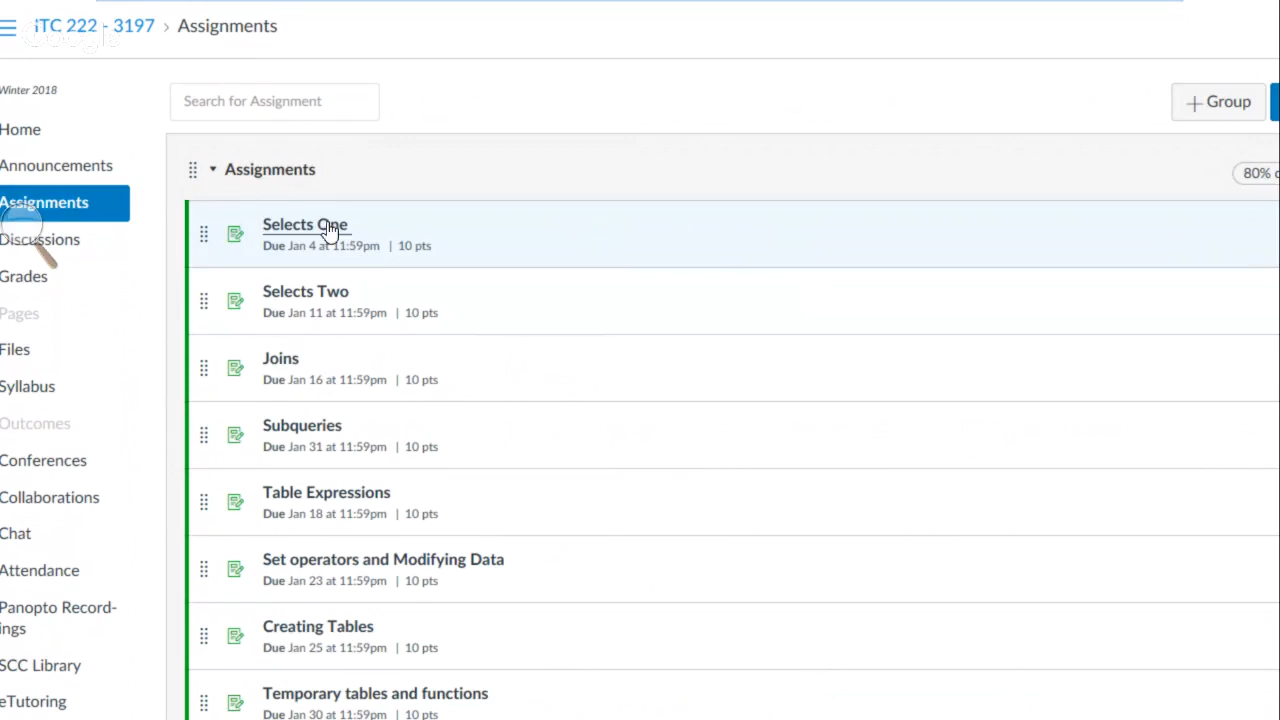 ITC 222 - 3197 › Assignments
Winter 2018
Home
Announcements
Assignments
Discussions
Grades
Pages
Files
Syllabus
Outcomes
Conferences
Collaborations
Chat
Attendance
Panopto Record-
ings
SCC Library
eTutoring
Search for Assignment
+ Group
Assignments
80%
Selects One
Due Jan 4 at 11:59pm | 10 pts
Selects Two
Due Jan 11 at 11:59pm | 10 pts
Joins
Due Jan 16 at 11:59pm | 10 pts
Subqueries
Due Jan 31 at 11:59pm | 10 pts
Table Expressions
Due Jan 18 at 11:59pm | 10 pts
Set operators and Modifying Data
Due Jan 23 at 11:59pm | 10 pts
Creating Tables
Due Jan 25 at 11:59pm | 10 pts
Temporary tables and functions
Due Jan 30 at 11:59pm | 10 pts